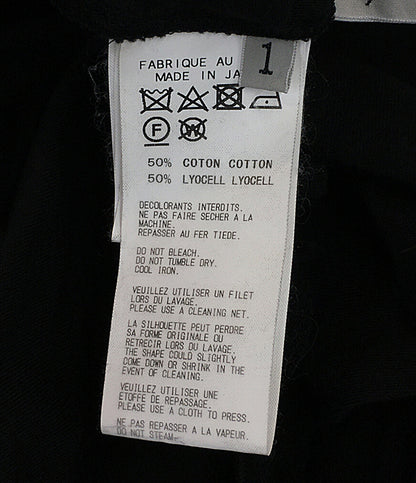 1
FABRIQUE AU
MADE IN JA
F
W
50% COTON COTTON
50% LYOCELL LYOCELL
DECOLORANTS INTERDITS.
NE PAS FAIRE SECHER A LA
MACHINE.
REPASSER AU FER TIEDE.
DO NOT BLEACH.
DO NOT TUMBLE DRY.
COOL IRON.
VEUILLEZ UTILISER UN FILET
LORS DU LAVAGE.
PLEASE USE A CLEANING NET.
LA SILHOUETTE PEUT PERDRE
SA FORME ORIGINALE OU
RETRECIR LORS DU LAVAGE.
THE SHAPE COULD SLIGHTLY
COME DOWN OR SHRINK IN THE
EVENT OF CLEANING.
VEUILLEZ UTILISER UNE
ETOFFE DE REPASSAGE.
PLEASE USE A CLOTH TO PRESS.
NE PAS REPASSER A LA VAPEUR.
DO NOT STEAM.